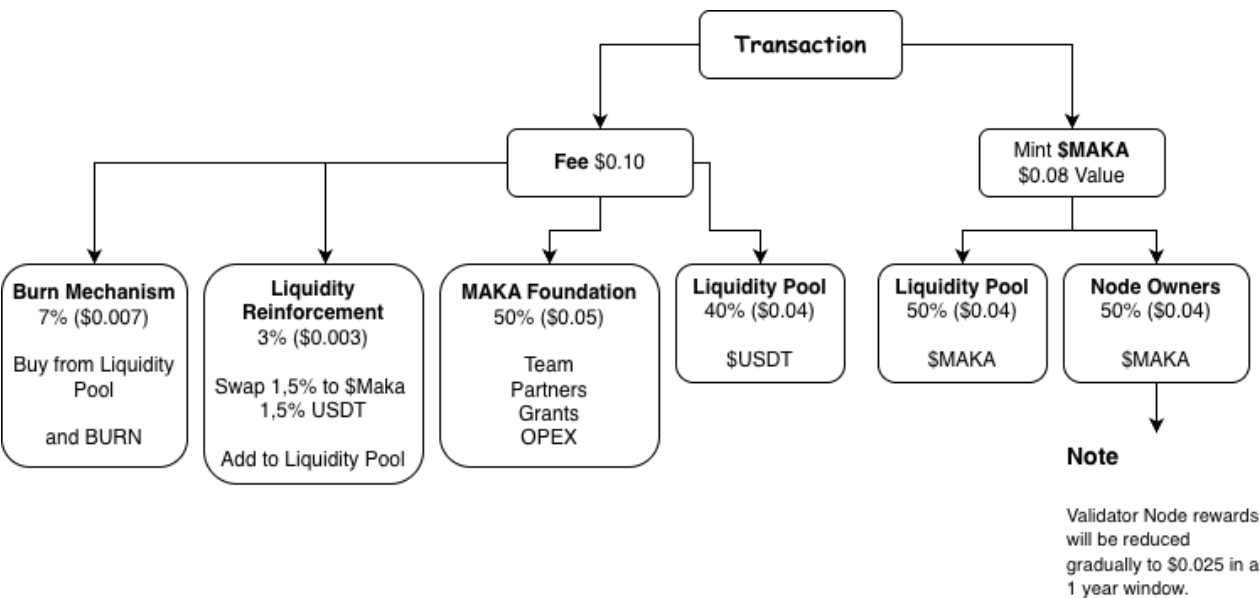 Transaction
Fee $0.10
Mint $MAKA
$0.08 Value
Burn Mechanism
7% ($0.007)
Buy from Liquidity
Pool
and BURN
Liquidity
Reinforcement
3% ($0.003)
Swap 1,5% to $Maka
1,5% USDT
Add to Liquidity Pool
MAKA Foundation
50% ($0.05)
Team
Partners
Grants
OPEX
Liquidity Pool
40% ($0.04)
$USDT
Liquidity Pool
50% ($0.04)
$MAKA
Node Owners
50% ($0.04)
$MAKA
Note
Validator Node rewards
will be reduced
gradually to $0.025 in a
1 year window.